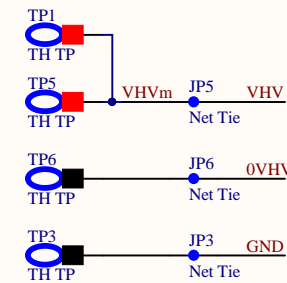 TP1
TH TP
TP5 VHVm JP5 VHV
TH TP Net Tie
TP6 JP6 0VHV
TH TP Net Tie
TP3 JP3 GND
TH TP Net Tie